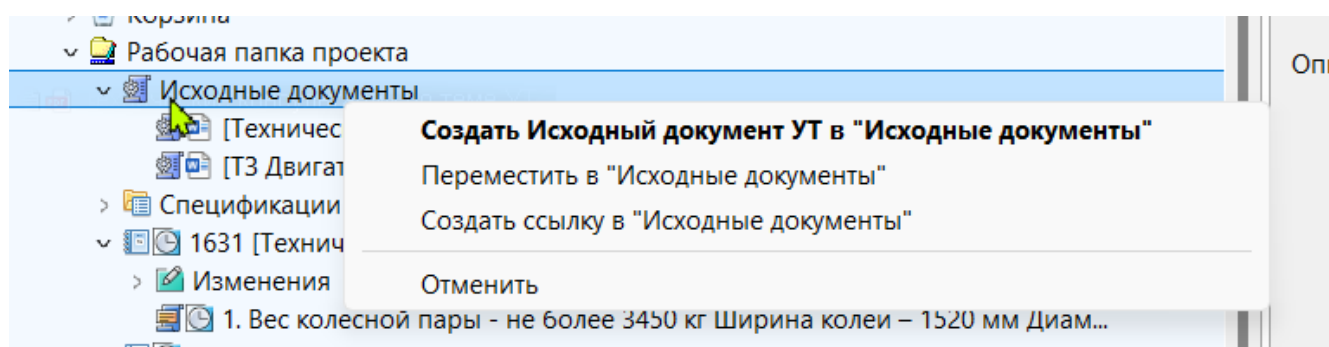 Корзина
Рабочая папка проекта
Опи
Исходные документы
[Техничес
Создать Исходный документ УТ в "Исходные документы"
[ТЗ Двигат
Переместить в "Исходные документы"
Спецификации
Создать ссылку в "Исходные документы"
1631 [Технич
Изменения
Отменить
1. Вес колесной пары - не более 3450 кг Ширина колеи – 1520 мм Диам...